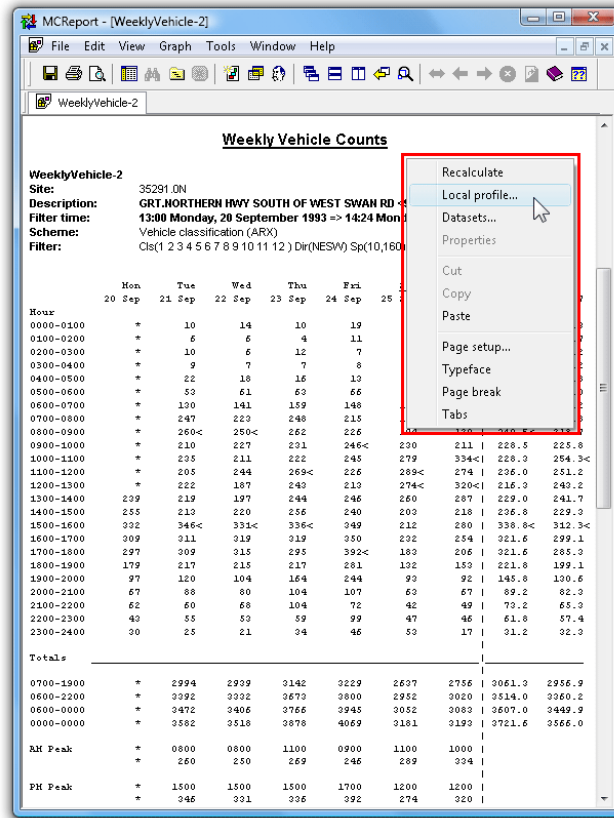 MCReport - [WeeklyVehicle-2]
File Edit View Graph Tools Window Help
WeeklyVehicle-2
Weekly Vehicle Counts
WeeklyVehicle-2
Site: 35291.0N
Description: GRT.NORTHERN HWY SOUTH OF WEST SWAN RD
Filter time: 13:00 Monday, 20 September 1993 => 14:24
Scheme: Vehicle classification (ARX)
Filter: Cls(1 2 3 4 5 6 7 8 9 10 11 12 ) Dir(NESW) Sp(10,160)
Recalculate
Local profile...
Datasets...
Properties
Cut
Copy
Paste
Page setup...
Typeface
Page break
Tabs
Mon Tue Wed Thu Fri
20 Sep 21 Sep 22 Sep 23 Sep 24 Sep 25
Hour
0000-0100 * 10 14 10 19
0100-0200 * 6 6 4 11
0200-0300 * 10 6 12 7
0300-0400 * 9 7 7 8
0400-0500 * 22 18 16 13
0500-0600 * 53 61 63 66
0600-0700 * 130 141 159 148
0700-0800 * 247 223 248 215
0800-0900 * 260< 250< 262 226
0900-1000 * 210 227 231 246< 230 211 | 228.5 225.8
1000-1100 * 235 211 222 245 279 334<| 228.3 254.3<
1100-1200 * 205 244 269< 226 289< 274 | 236.0 251.2
1200-1300 * 222 187 243 213 274< 320<| 216.3 243.2
1300-1400 239 219 197 244 246 260 287 | 229.0 241.7
1400-1500 255 213 220 256 240 203 218 | 236.8 229.3
1500-1600 332 346< 331< 336< 349 212 280 | 338.8< 312.3<
1600-1700 309 311 319 319 350 232 254 | 321.6 299.1
1700-1800 297 309 315 295 392< 183 206 | 321.6 285.3
1800-1900 179 217 215 217 281 132 153 | 221.8 199.1
1900-2000 97 120 104 164 244 93 92 | 145.8 130.6
2000-2100 67 88 80 104 107 63 67 | 89.2 82.3
2100-2200 62 60 68 104 72 42 49 | 73.2 65.3
2200-2300 43 55 53 59 99 47 46 | 61.8 57.4
2300-2400 30 25 21 34 46 53 17 | 31.2 32.3
Totals
0700-1900 * 2994 2939 3142 3229 2637 2756 | 3061.3 2956.9
0600-2200 * 3392 3332 3673 3800 2952 3020 | 3514.0 3360.2
0600-0000 * 3472 3406 3766 3945 3052 3083 | 3607.0 3449.9
0000-0000 * 3582 3518 3878 4069 3181 3193 | 3721.6 3566.0
AM Peak * 0800 0800 1100 0900 1100 1000 |
* 260 250 269 246 289 334 |
PM Peak * 1500 1500 1500 1700 1200 1200 |
* 346 331 336 392 274 320 |